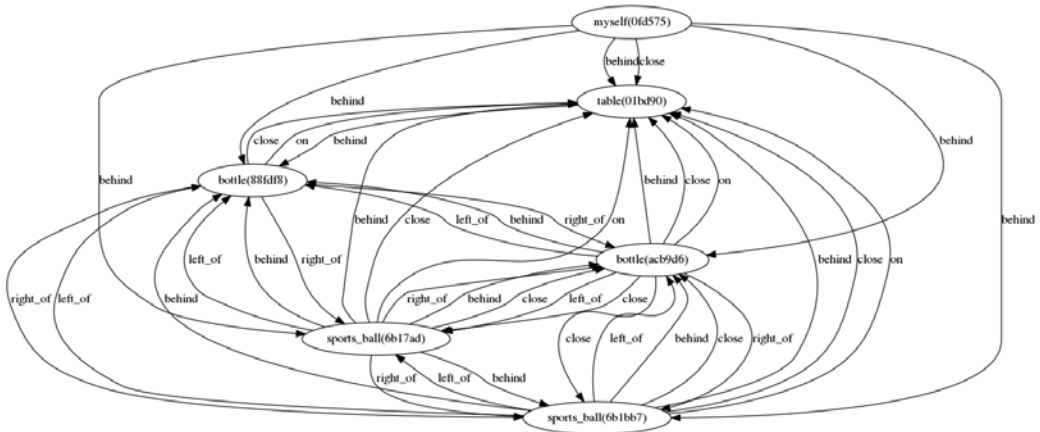 myself(0fd575)
behind close
table(01bd90)
behind
close on behind
behind
bottle(88fdf8)
behind
behind close on
left_of behind right_of on
behind close
behind
left_of behind right_of
bottle(acb9d6)
behind close on
right_of left_of behind
right_of behind close left_of close
sports_ball(6b17ad)
close left_of behind close right_of
right_of left_of behind
sports_ball(6b1bb7)